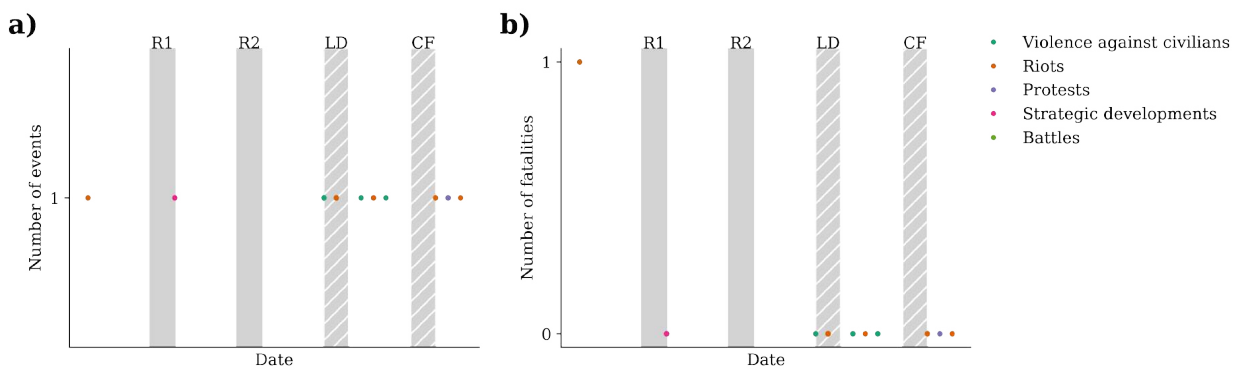 a)
R1
R2
LD
CF
Number of events
1
Date
b)
R1
R2
LD
CF
Number of fatalities
1
0
Date
Violence against civilians
Riots
Protests
Strategic developments
Battles